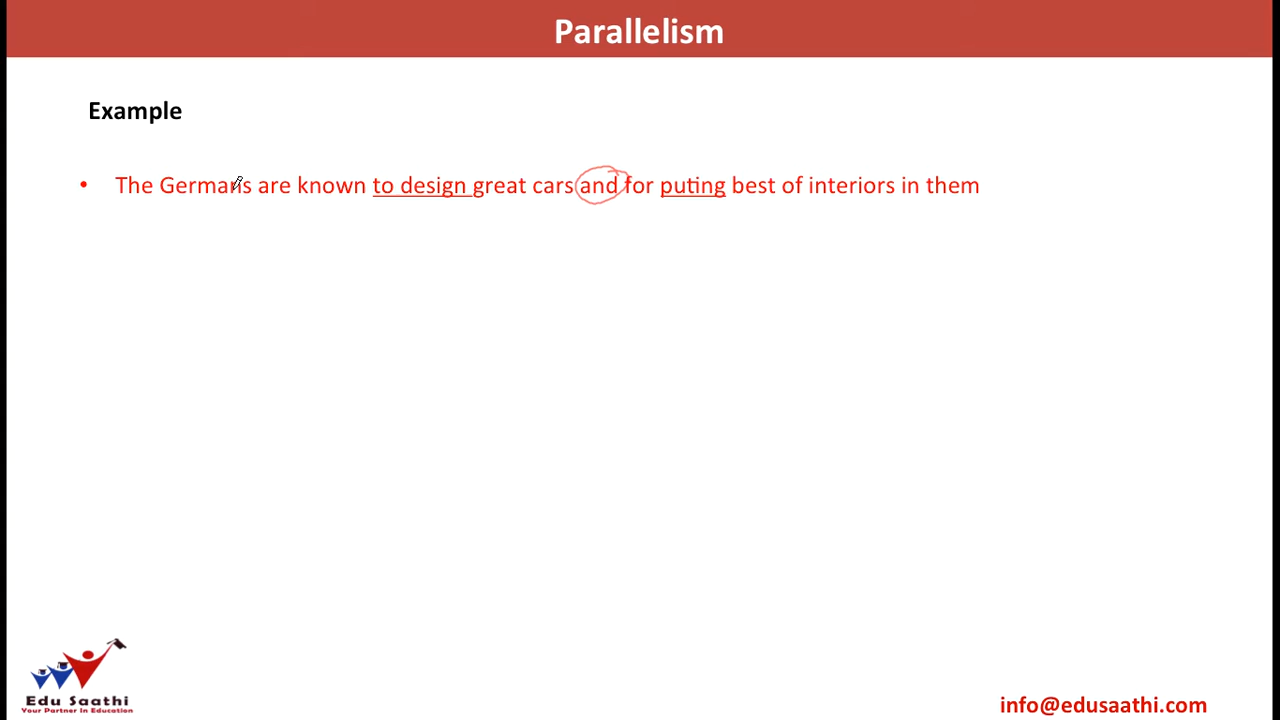 Parallelism
Example
• The Germans are known to design great cars and for puting best of interiors in them
Edu Saathi
Your Partner In Education
info@edusaathi.com